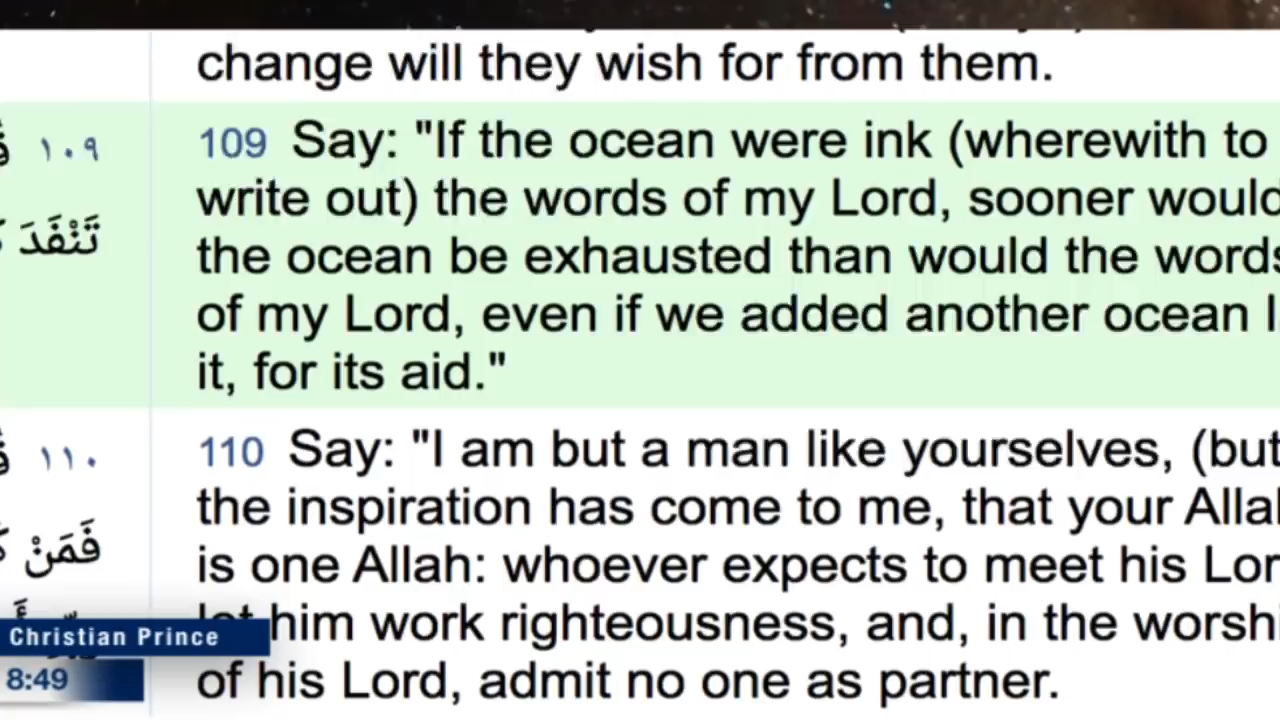 change will they wish for from them.
١٠٩
109 Say: "If the ocean were ink (wherewith to
write out) the words of my Lord, sooner would
تَنْفَدَ
the ocean be exhausted than would the words
of my Lord, even if we added another ocean
it, for its aid."
١١٠
110 Say: "I am but a man like yourselves, (but
the inspiration has come to me, that your Allah
فَمَنْ
is one Allah: whoever expects to meet his Lor
let him work righteousness, and, in the worshi
Christian Prince
8:49
of his Lord, admit no one as partner.